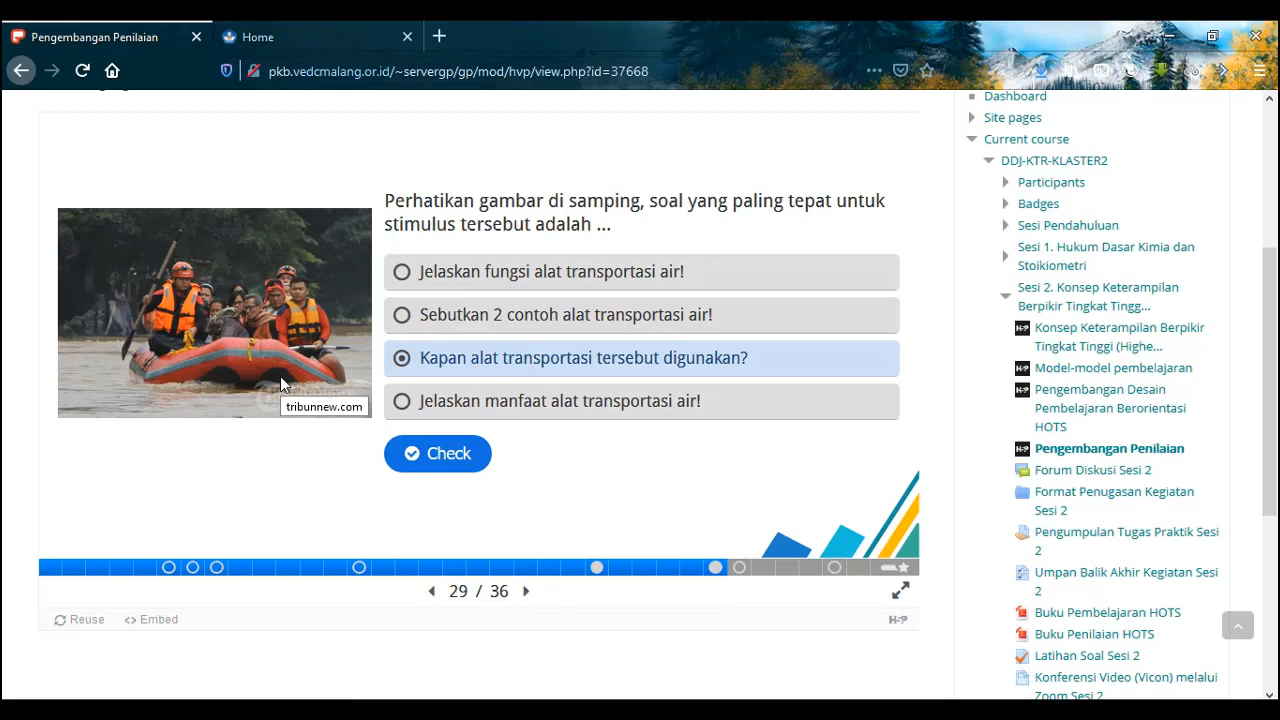 Pengembangan Penilaian
Home
pkb.vedcmalang.or.id/~servergp/gp/mod/hvp/view.php?id=37668
Perhatikan gambar di samping, soal yang paling tepat untuk
stimulus tersebut adalah ...
Jelaskan fungsi alat transportasi air!
Sebutkan 2 contoh alat transportasi air!
Kapan alat transportasi tersebut digunakan?
Jelaskan manfaat alat transportasi air!
tribunnew.com
Check
29 / 36
Reuse
<> Embed
H-P
Dashboard
Site pages
Current course
DDJ-KTR-KLASTER2
Participants
Badges
Sesi Pendahuluan
Sesi 1. Hukum Dasar Kimia dan
Stoikiometri
Sesi 2. Konsep Keterampilan
Berpikir Tingkat Tingg...
Konsep Keterampilan Berpikir
Tingkat Tinggi (Highe...
Model-model pembelajaran
Pengembangan Desain
Pembelajaran Berorientasi
HOTS
Pengembangan Penilaian
Forum Diskusi Sesi 2
Format Penugasan Kegiatan
Sesi 2
Pengumpulan Tugas Praktik Sesi
2
Umpan Balik Akhir Kegiatan Sesi
2
Buku Pembelajaran HOTS
Buku Penilaian HOTS
Latihan Soal Sesi 2
Konferensi Video (Vicon) melalui
Zoom Sesi 2